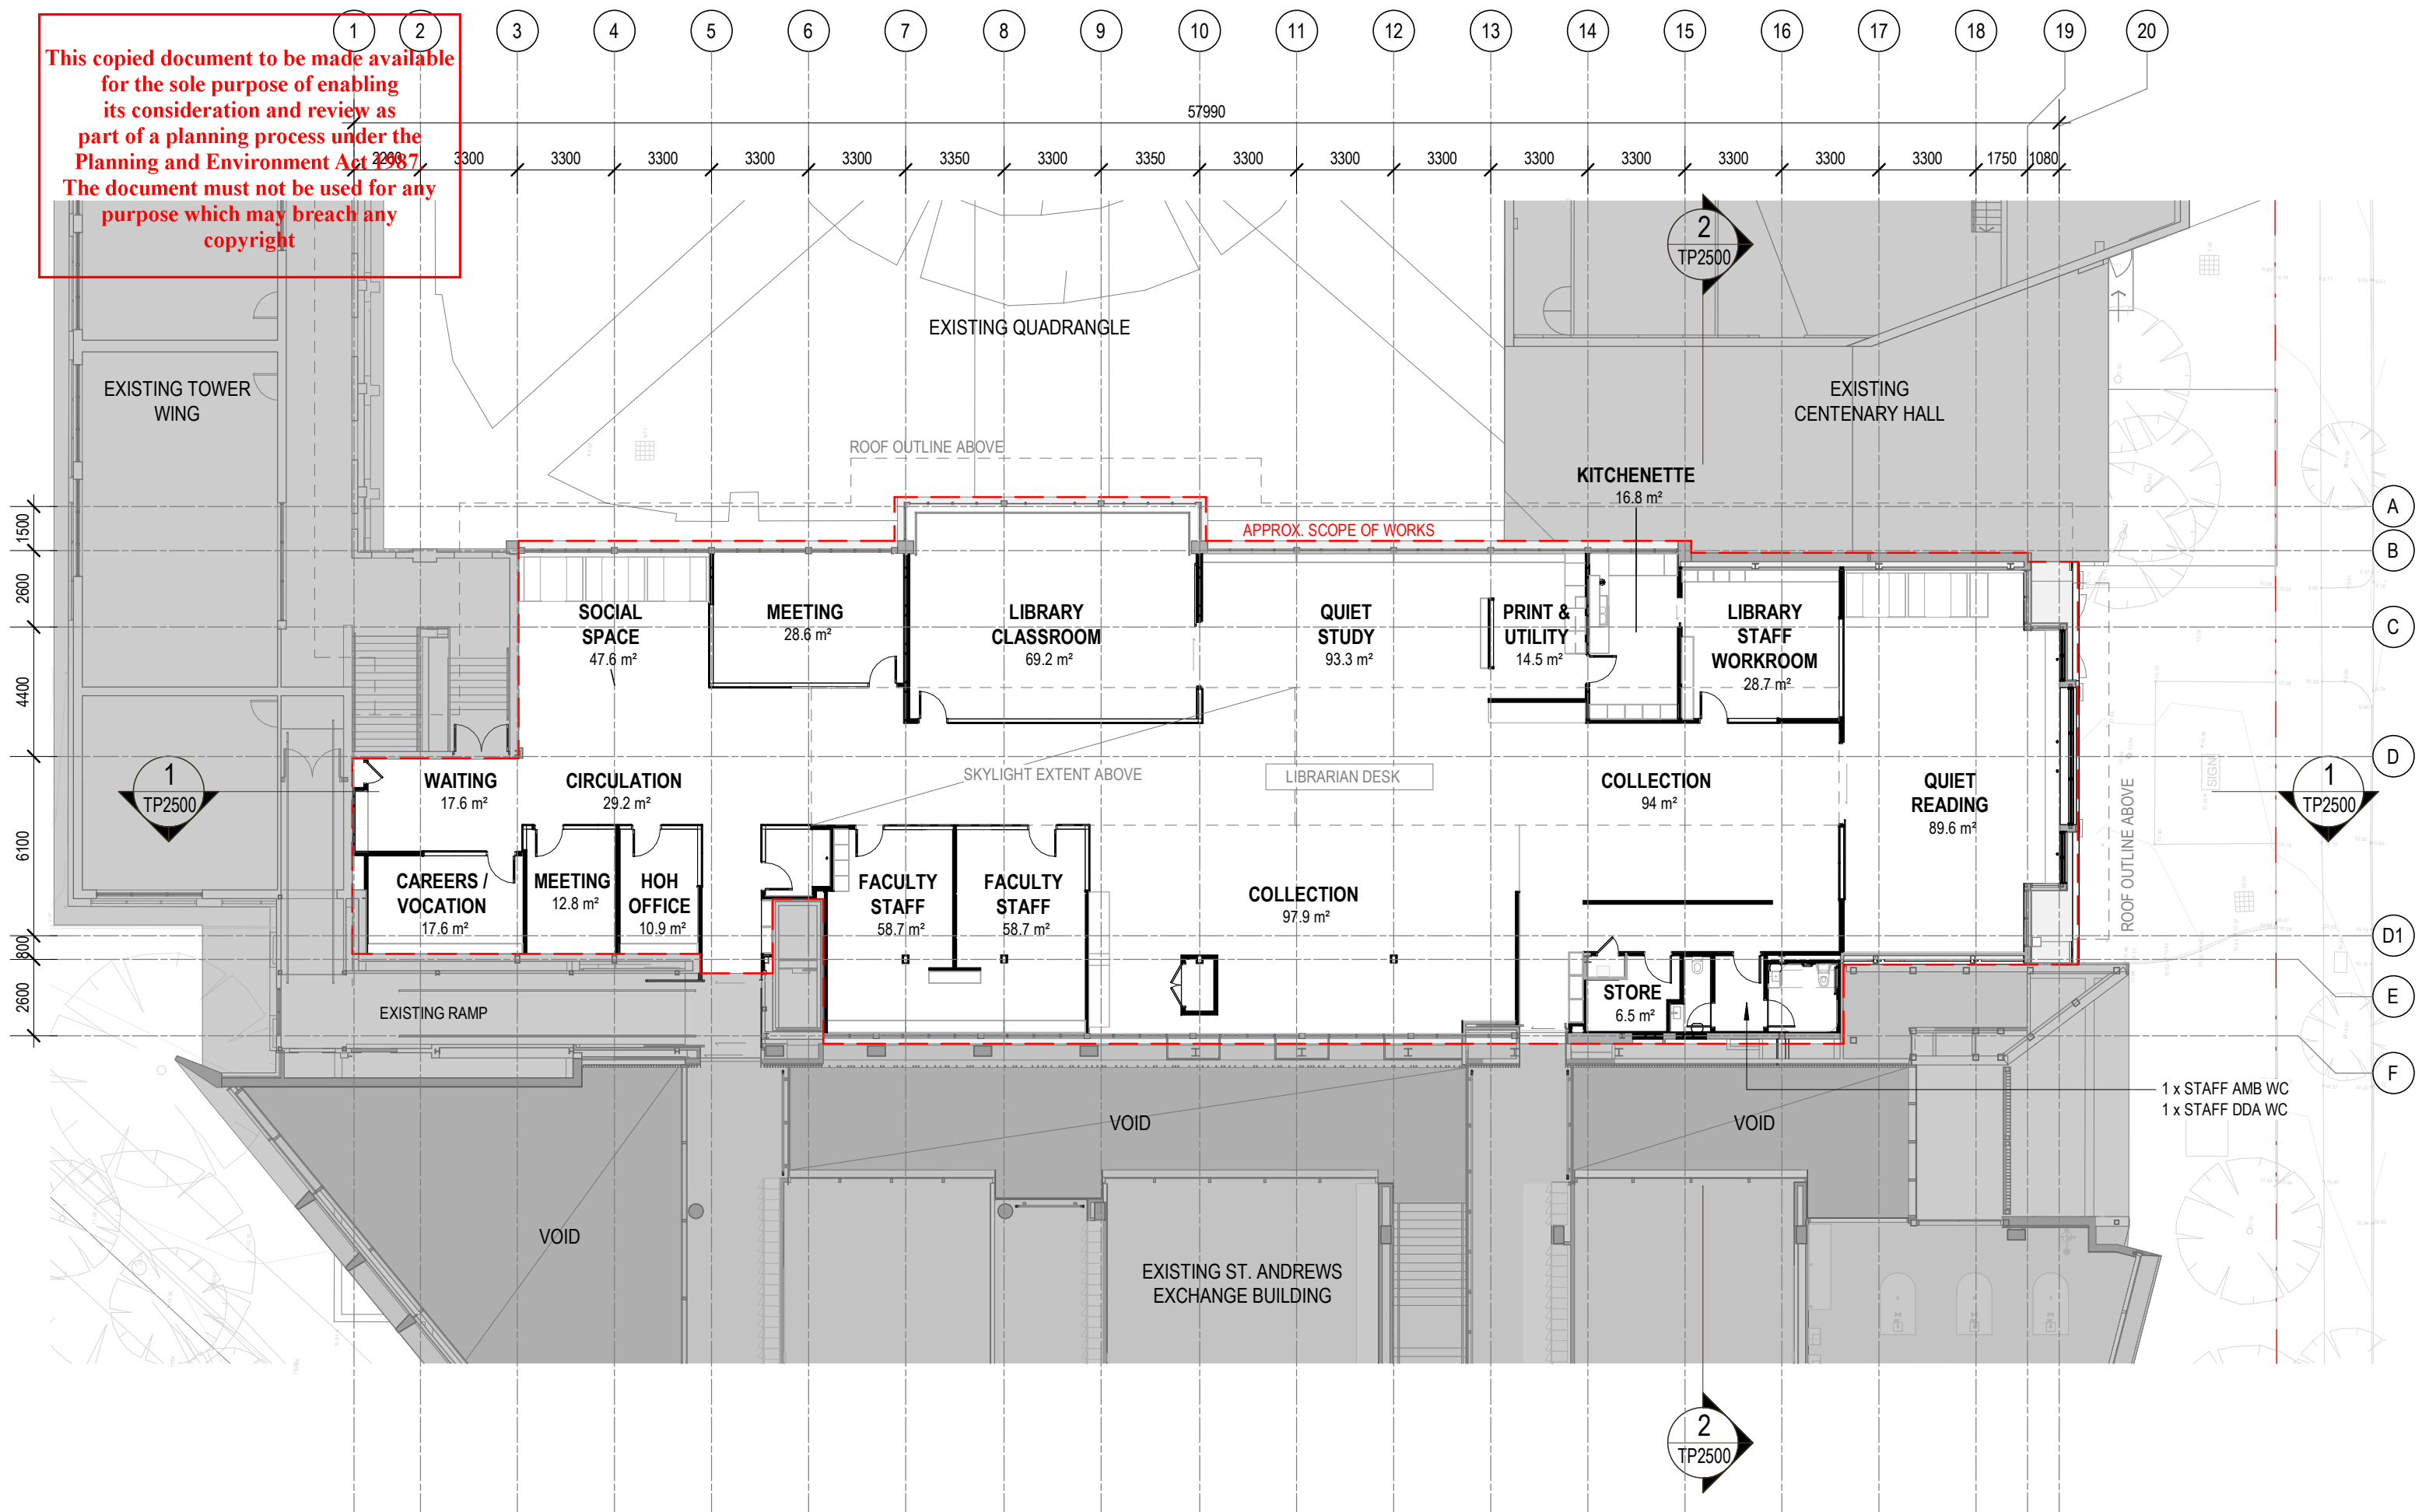 1 2 3 4 5 6 7 8 9 10 11 12 13 14 15 16 17 18 19 20
This copied document to be made available
for the sole purpose of enabling
its consideration and review as
part of a planning process under the
Planning and Environment Act 1987.
The document must not be used for any
purpose which may breach any
copyright
57990
2260 3300 3300 3300 3300 3300 3350 3300 3350 3300 3300 3300 3300 3300 3300 3300 3300 1750 1080
2
TP2500
EXISTING QUADRANGLE
EXISTING TOWER
WING
EXISTING
CENTENARY HALL
ROOF OUTLINE ABOVE
KITCHENETTE
16.8 m²
APPROX. SCOPE OF WORKS
A
B
C
D
D1
E
F
1500
2600
4400
6100
800
2600
SOCIAL
SPACE
47.6 m²
MEETING
28.6 m²
LIBRARY
CLASSROOM
69.2 m²
QUIET
STUDY
93.3 m²
PRINT &
UTILITY
14.5 m²
LIBRARY
STAFF
WORKROOM
28.7 m²
1
TP2500
WAITING
17.6 m²
CIRCULATION
29.2 m²
SKYLIGHT EXTENT ABOVE
LIBRARIAN DESK
COLLECTION
94 m²
QUIET
READING
89.6 m²
SIGN
1
TP2500
ROOF OUTLINE ABOVE
CAREERS /
VOCATION
17.6 m²
MEETING
12.8 m²
HOH
OFFICE
10.9 m²
FACULTY
STAFF
58.7 m²
FACULTY
STAFF
58.7 m²
COLLECTION
97.9 m²
STORE
6.5 m²
EXISTING RAMP
1 x STAFF AMB WC
1 x STAFF DDA WC
VOID
VOID
VOID
EXISTING ST. ANDREWS
EXCHANGE BUILDING
2
TP2500